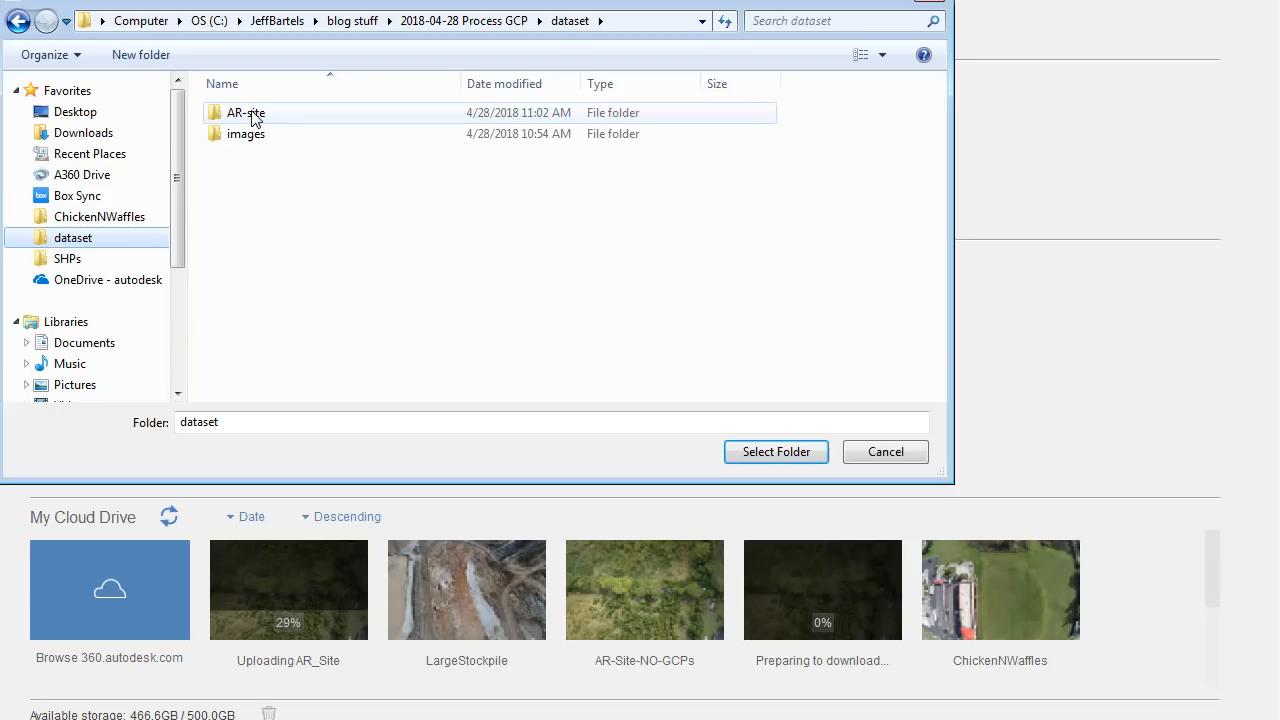 Computer OS (C:) JeffBartels blog stuff 2018-04-28 Process GCP dataset
Search dataset
Organize New folder
Name Date modified Type Size
Favorites
Desktop
Downloads
Recent Places
A360 Drive
Box Sync
ChickenNWaffles
dataset
SHPs
OneDrive - autodesk
Libraries
Documents
Music
Pictures
AR-site 4/28/2018 11:02 AM File folder
images 4/28/2018 10:54 AM File folder
Folder: dataset
Select Folder Cancel
My Cloud Drive Date Descending
29% 0%
Browse 360.autodesk.com Uploading AR_Site LargeStockpile AR-Site-NO-GCPs Preparing to download... ChickenNWaffles
Available storage: 466.6GB / 500.0GB